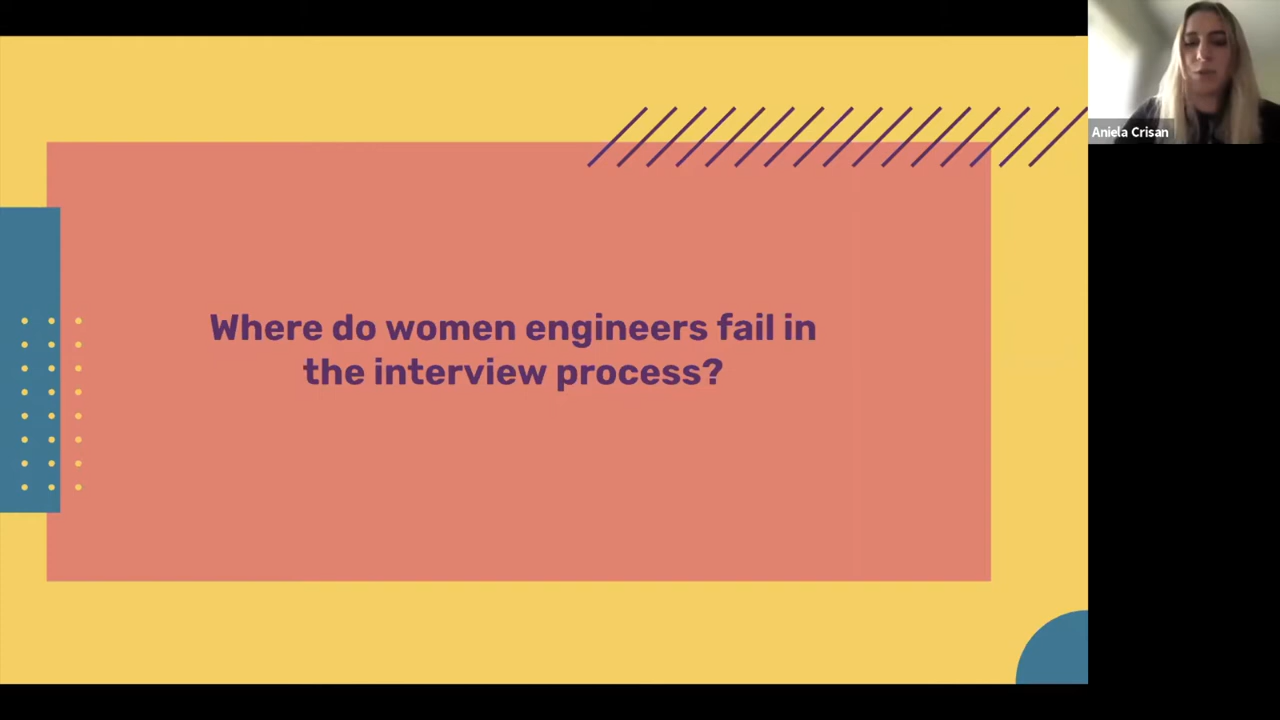 Where do women engineers fail in
the interview process?
Aniela Crisan